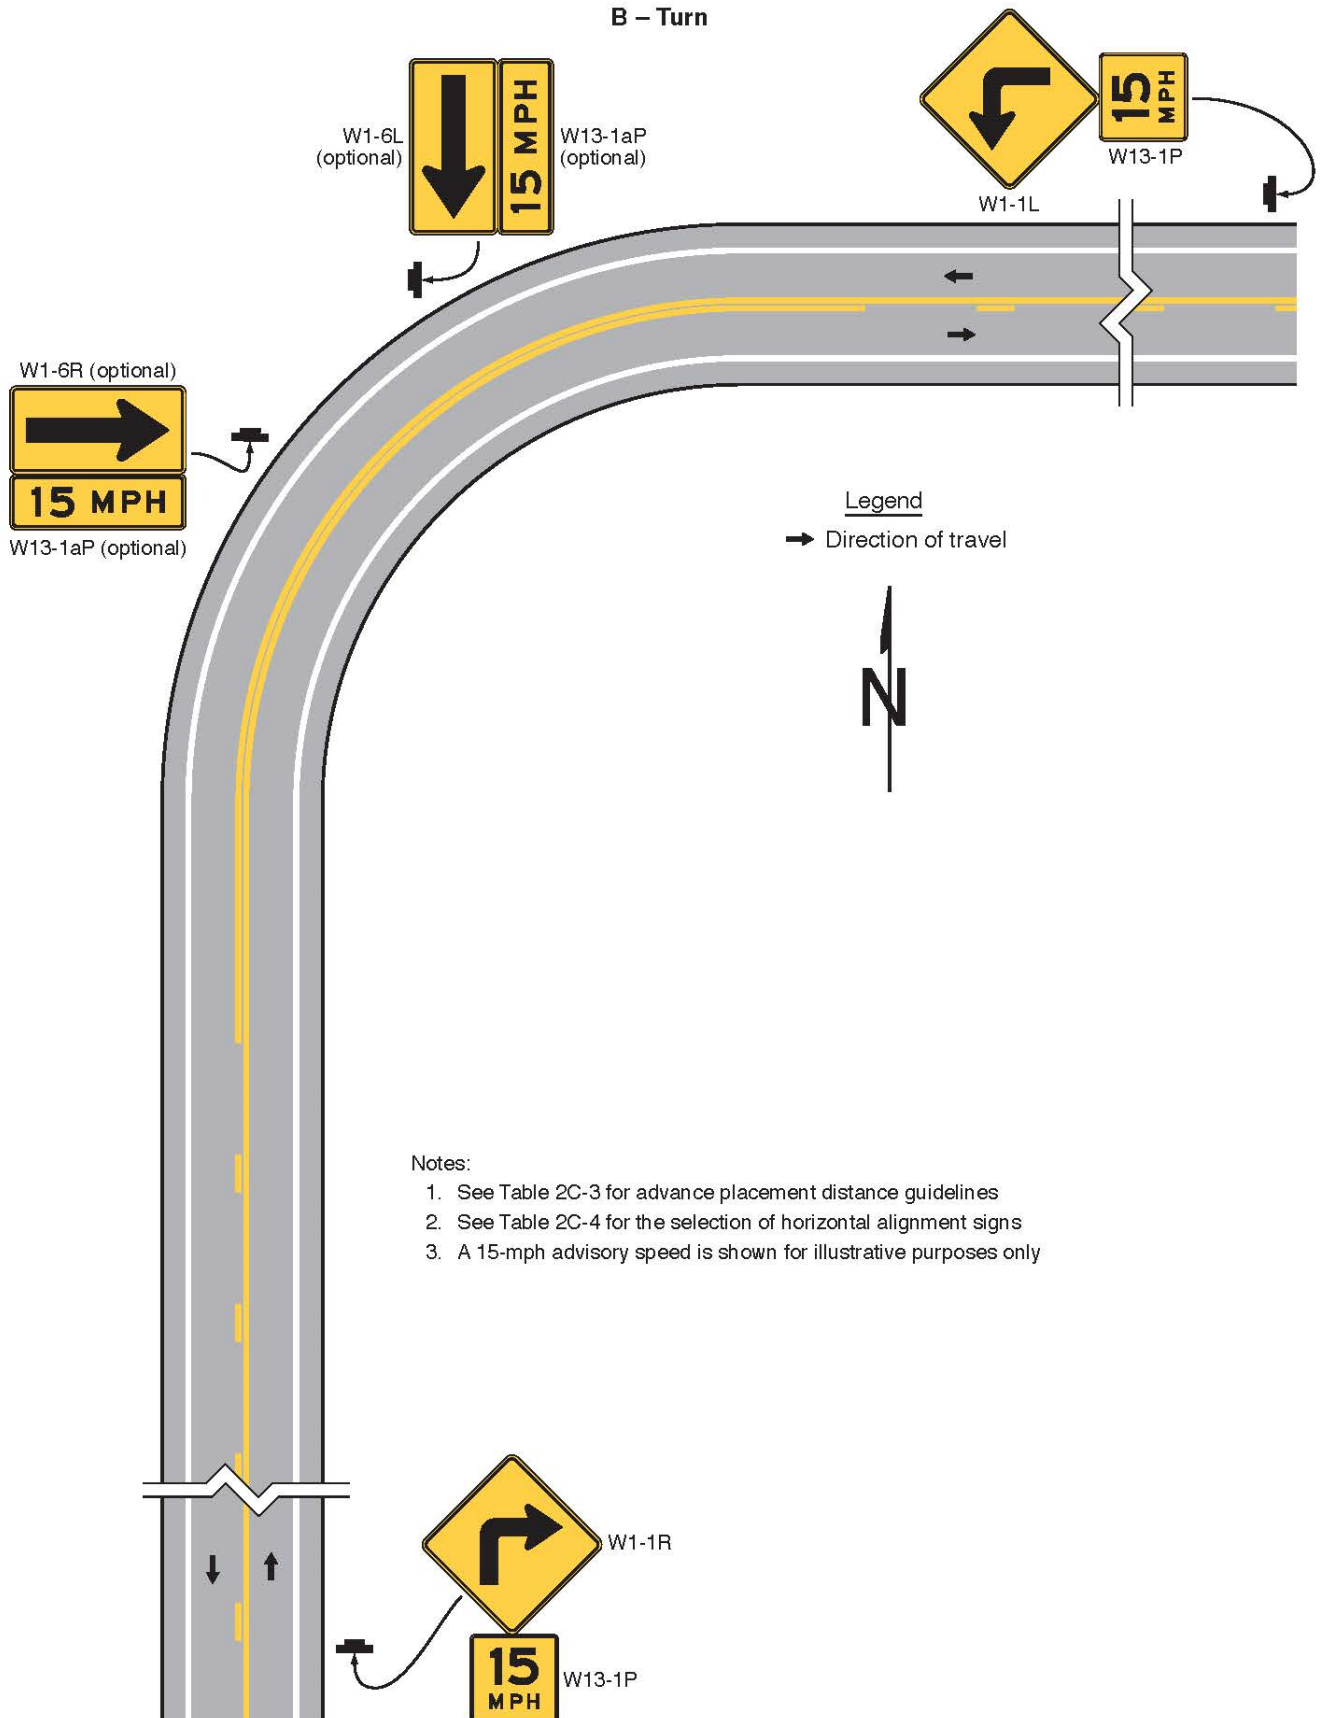 B – Turn
W1-6L
(optional)
15 MPH
W13-1aP
(optional)
15
MPH
W13-1P
W1-1L
W1-6R (optional)
15 MPH
W13-1aP (optional)
Legend
Direction of travel
N
Notes:
1. See Table 2C-3 for advance placement distance guidelines
2. See Table 2C-4 for the selection of horizontal alignment signs
3. A 15-mph advisory speed is shown for illustrative purposes only
W1-1R
15
MPH
W13-1P